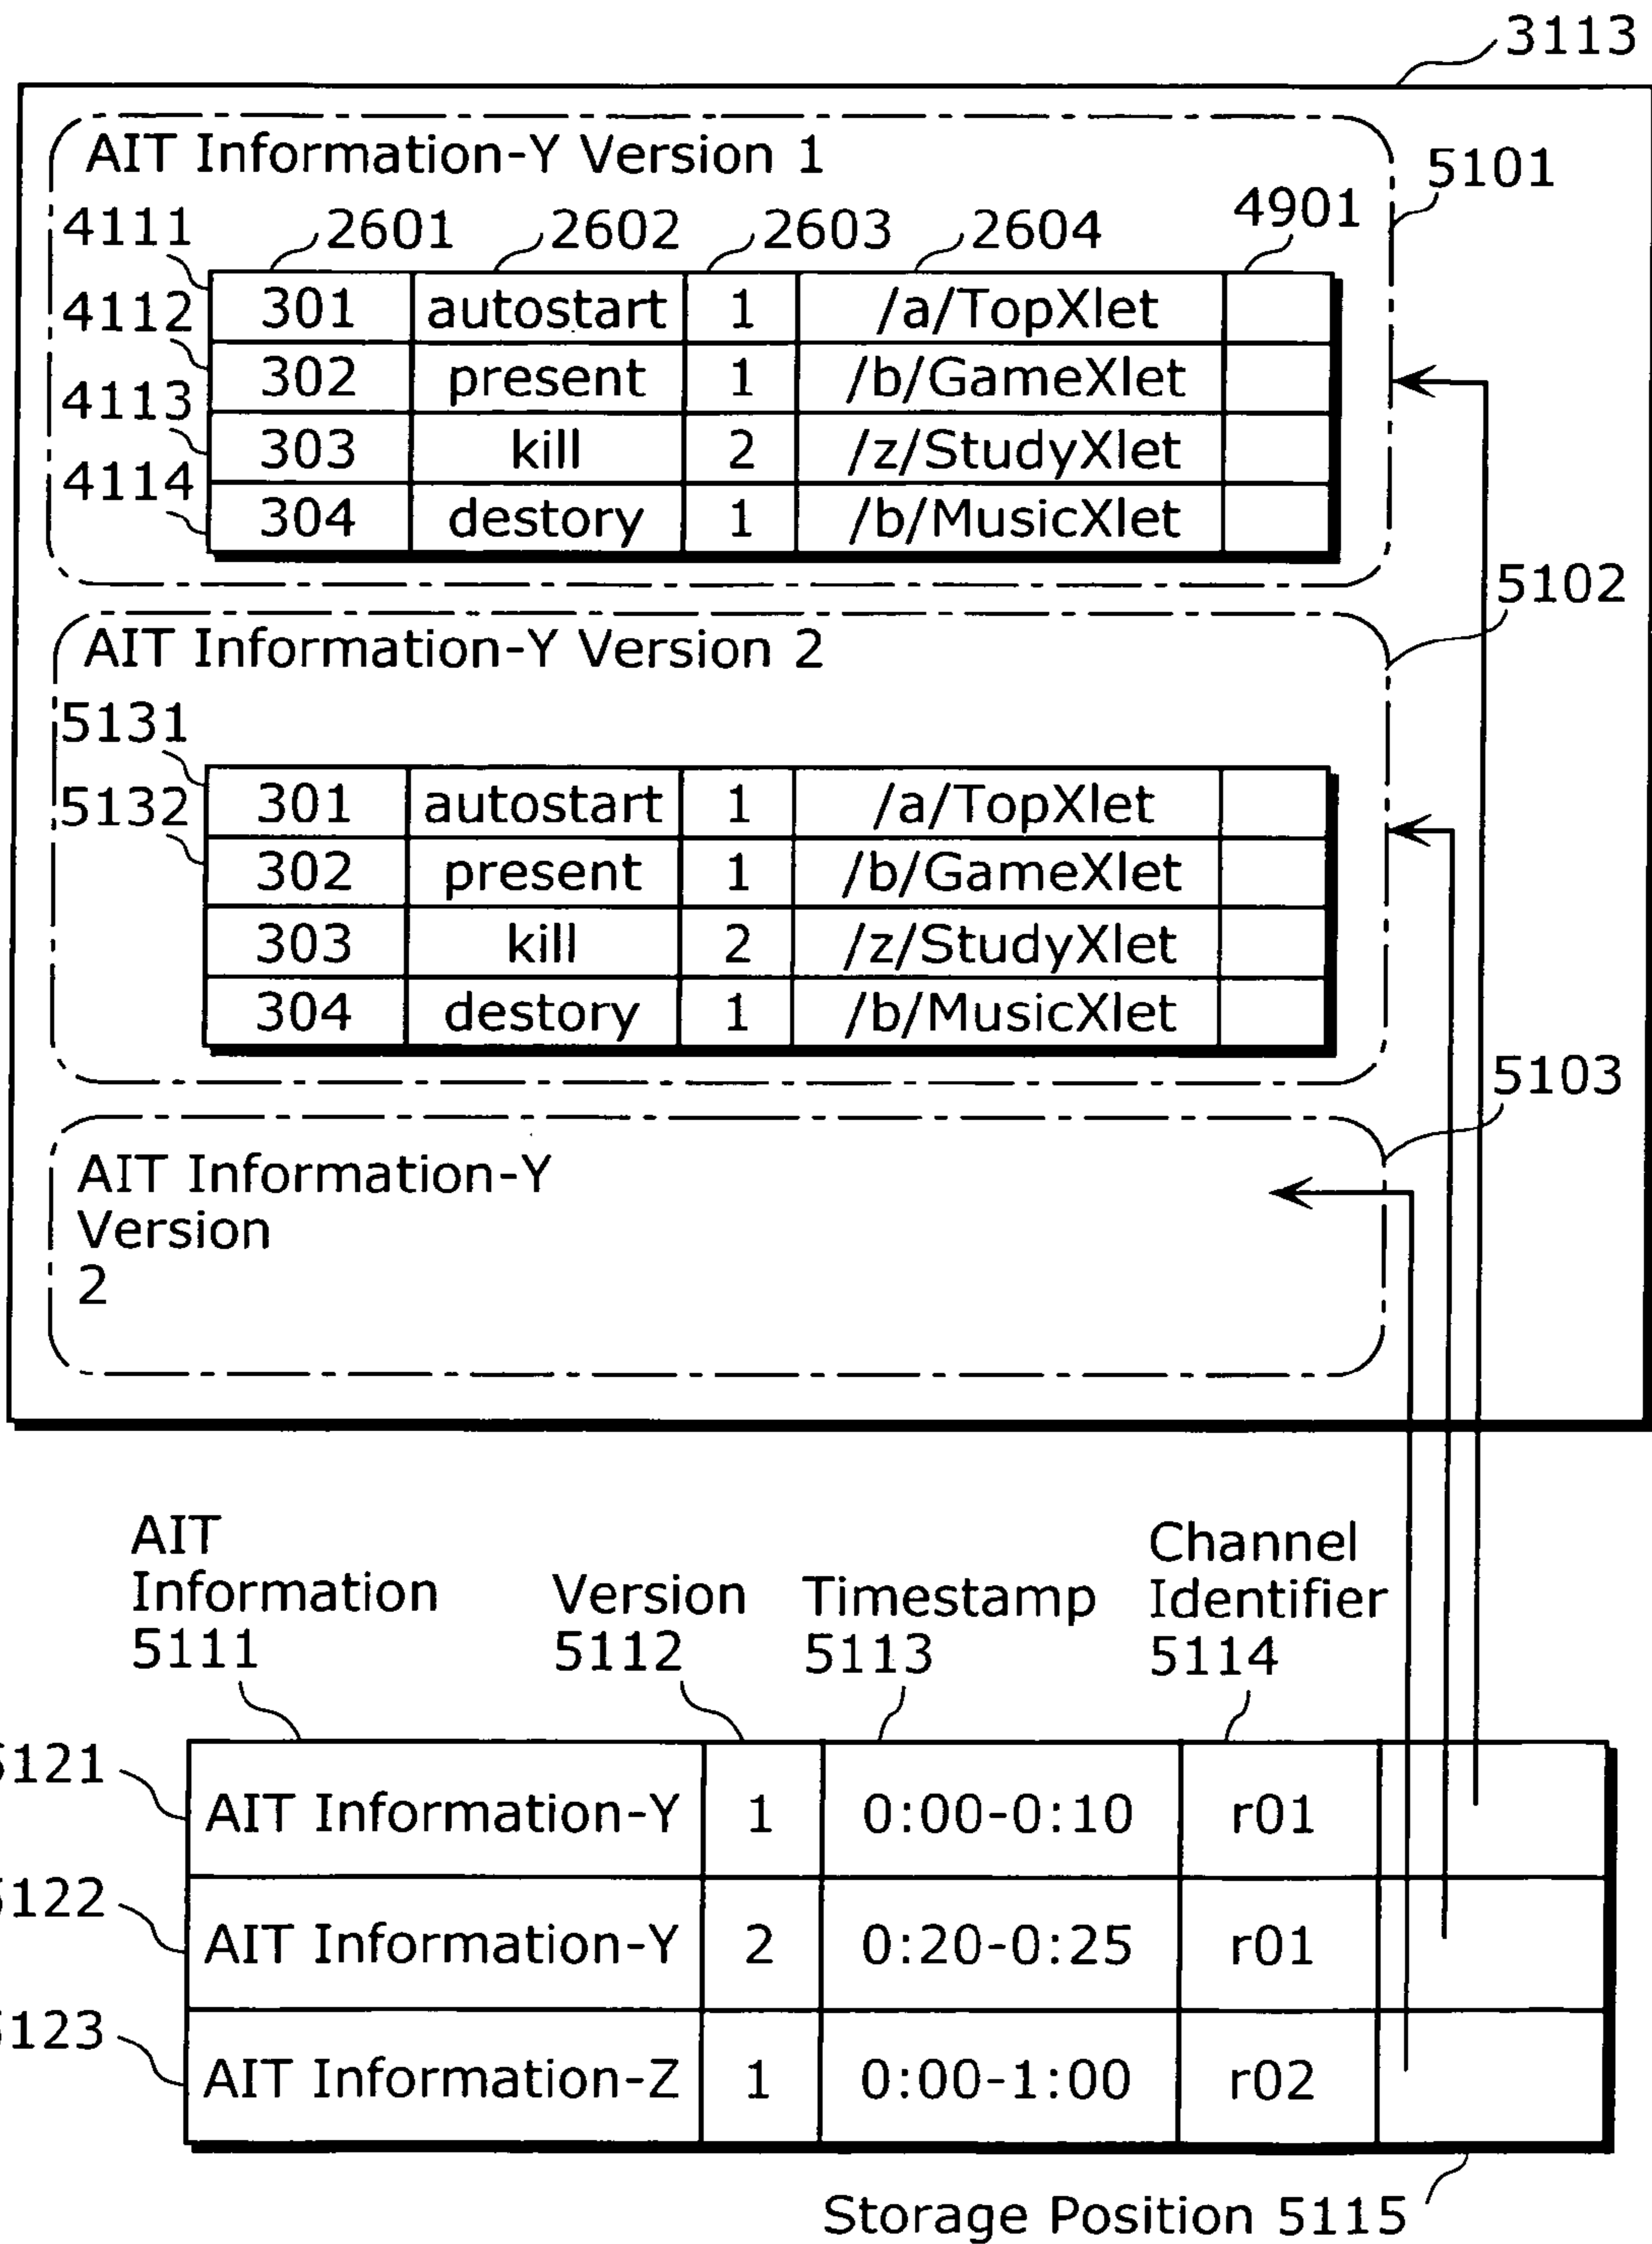 3113
AIT Information-Y Version 1
5101
4111 2601 2602 2603 2604 4901
301 autostart 1 /a/TopXlet
4112
302 present 1 /b/GameXlet
4113
303 kill 2 /z/StudyXlet
4114
304 destory 1 /b/MusicXlet
5102
AIT Information-Y Version 2
5131
301 autostart 1 /a/TopXlet
5132
302 present 1 /b/GameXlet
303 kill 2 /z/StudyXlet
304 destory 1 /b/MusicXlet
5103
AIT Information-Y
Version
2
AIT
Information
5111
Version
5112
Timestamp
5113
Channel
Identifier
5114
5121
AIT Information-Y 1 0:00-0:10 r01
5122
AIT Information-Y 2 0:20-0:25 r01
5123
AIT Information-Z 1 0:00-1:00 r02
Storage Position 5115